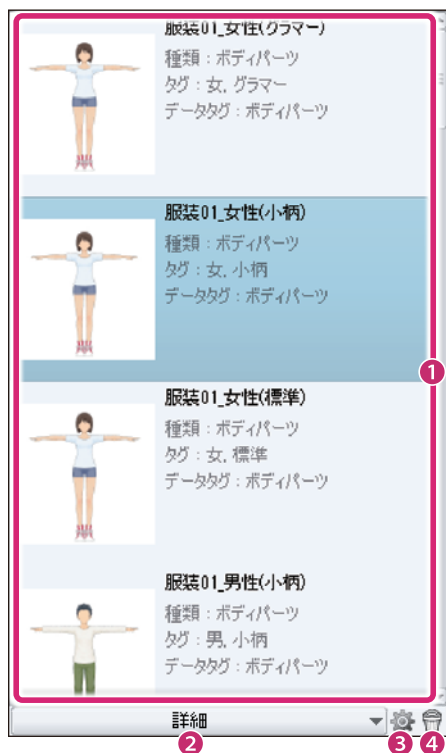 服装01_女性(グラマー)
種類：ボディパーツ
タグ：女, グラマー
データタグ：ボディパーツ
服装01_女性(小柄)
種類：ボディパーツ
タグ：女, 小柄
データタグ：ボディパーツ
1
服装01_女性(標準)
種類：ボディパーツ
タグ：女, 標準
データタグ：ボディパーツ
服装01_男性(小柄)
種類：ボディパーツ
タグ：男, 小柄
データタグ：ボディパーツ
詳細
2 3 4